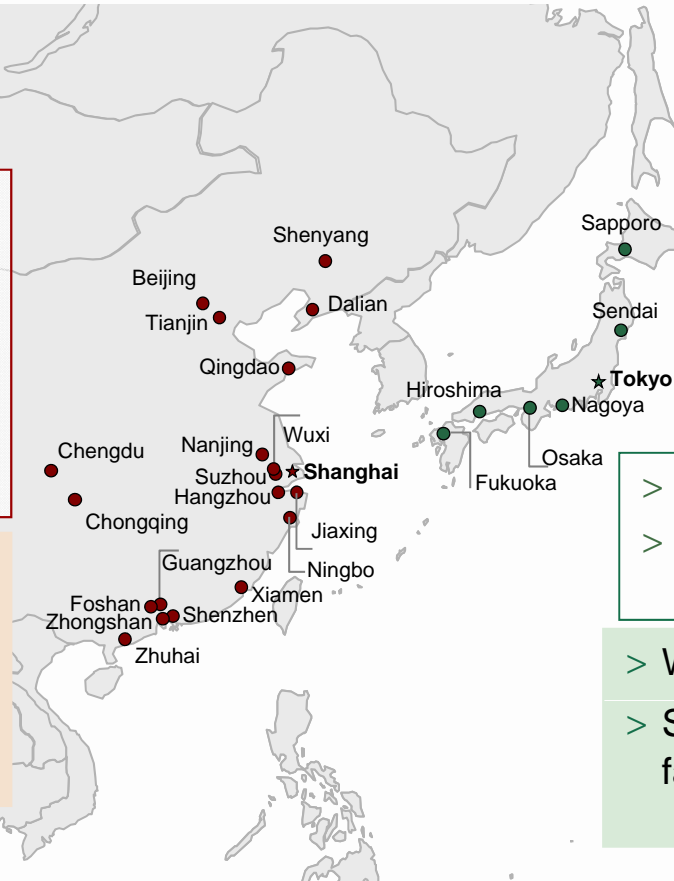 Sapporo
Shenyang
Beijing
Dalian
Sendai
Tianjin
Qingdao
Tokyo
Hiroshima
Nagoya
Wuxi
Nanjing
Chengdu
Osaka
Suzhou
Shanghai
Fukuoka
Hangzhou
Chongqing
Jiaxing
Guangzhou
Ningbo
Xiamen
Foshan
Shenzhen
Zhongshan
Zhuhai
>
>
> W
> S
fa